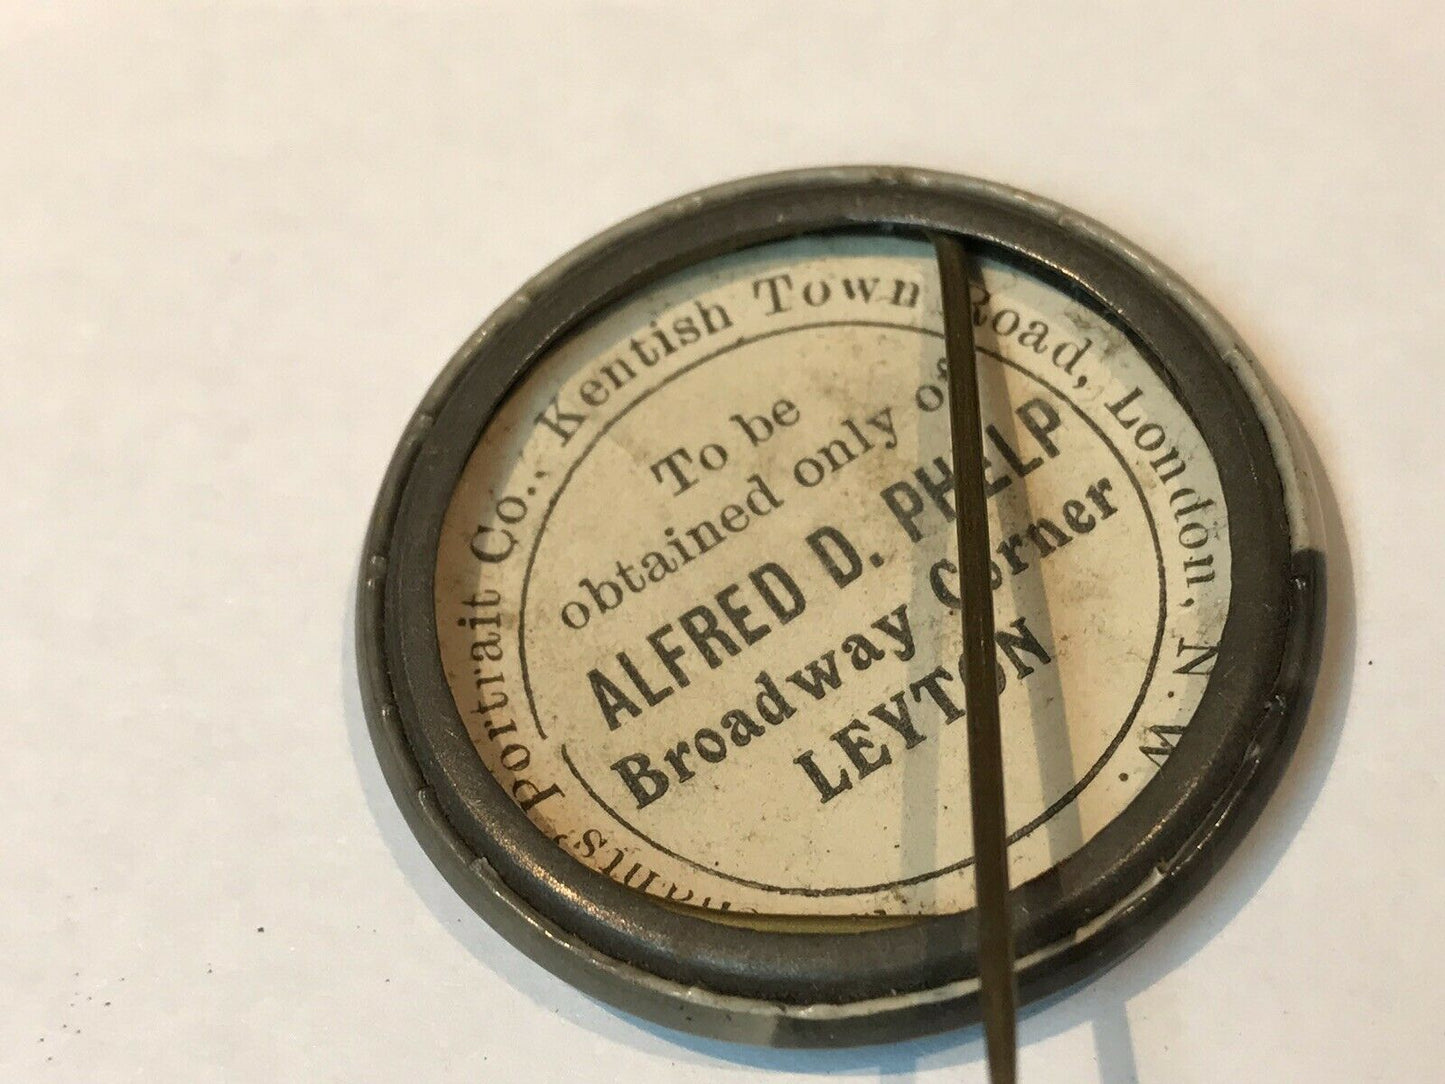 Portrait Co., Kentish Town Road, London, N.W.
To be
obtained only of
ALFRED D. PHELP
Broadway Corner
LEYTON